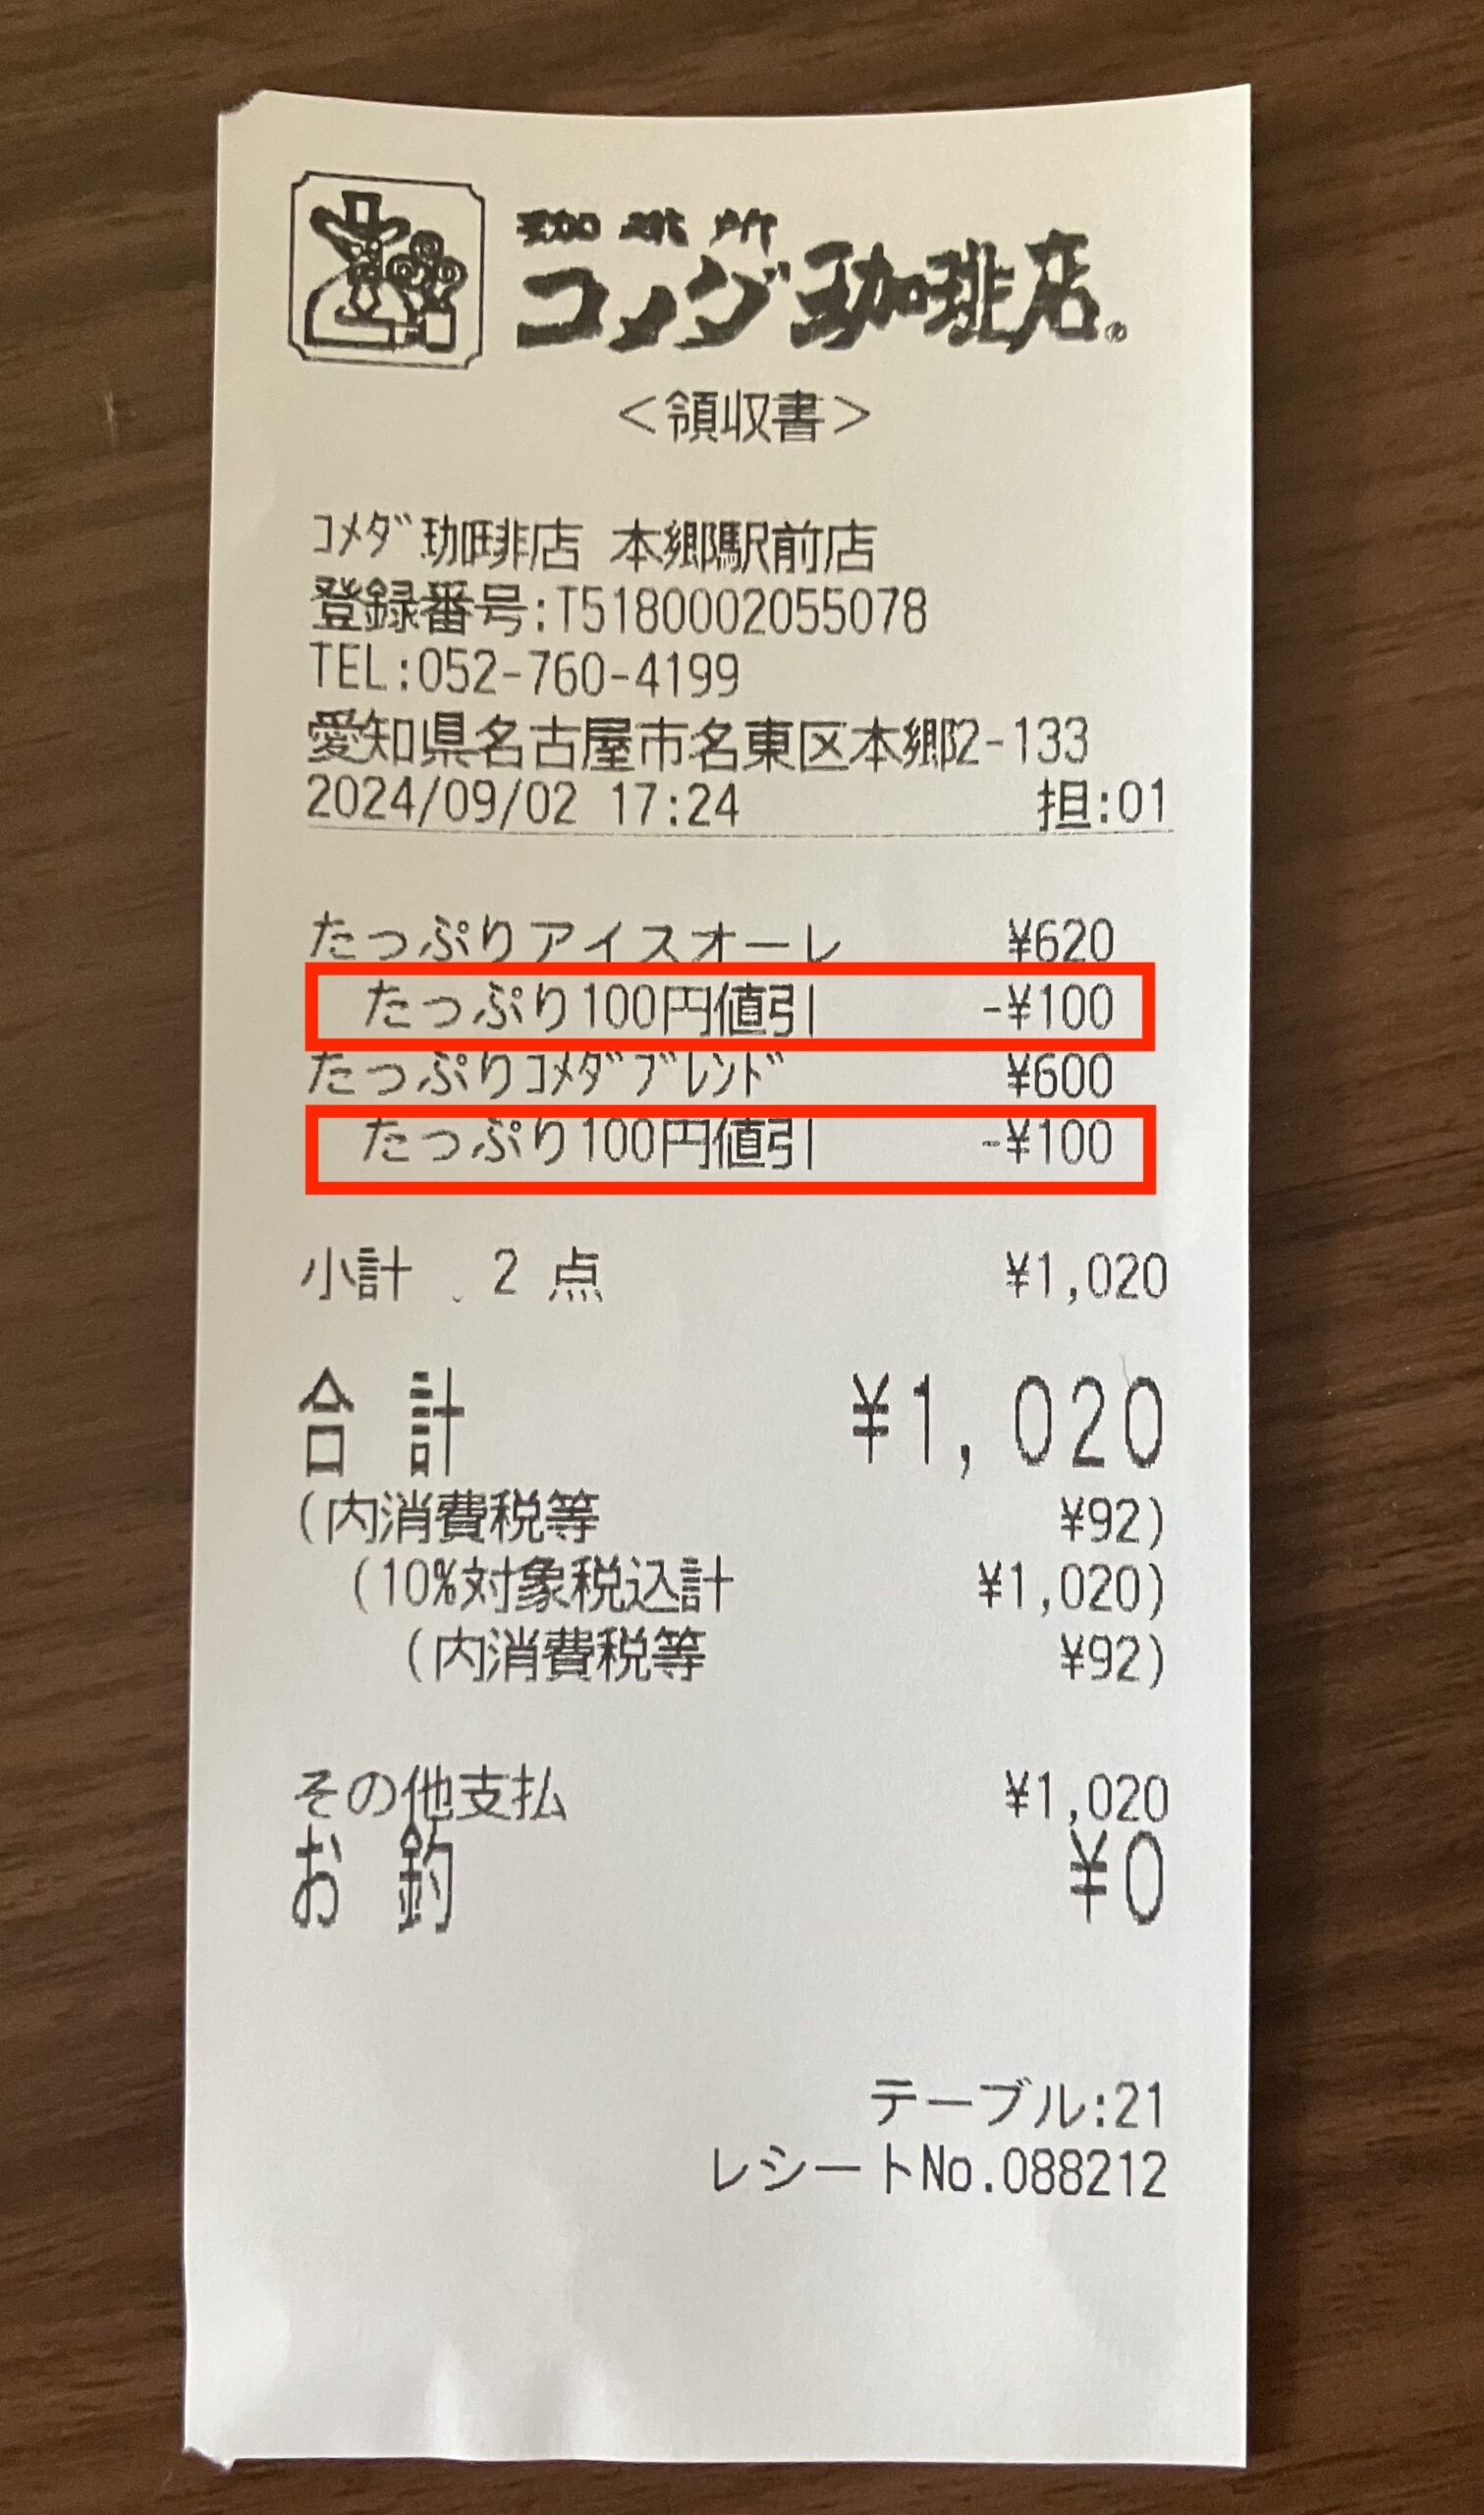 珈琲所
コメダ珈琲店®
＜領収書＞
ｺﾒﾀﾞ珈琲店 本郷駅前店
登録番号:T5180002055078
TEL:052-760-4199
愛知県名古屋市名東区本郷2-133
2024/09/02 17:24 担:01
たっぷりアイスオーレ ¥620
たっぷり100円値引 -¥100
たっぷりｺﾒﾀﾞﾌﾞﾚﾝﾄﾞ ¥600
たっぷり100円値引 -¥100
小計 2 点 ¥1,020
合 計 ¥1,020
(内消費税等 ¥92)
(10%対象税込計 ¥1,020)
(内消費税等 ¥92)
その他支払 ¥1,020
お 釣 ¥0
テーブル:21
レシートNo.088212